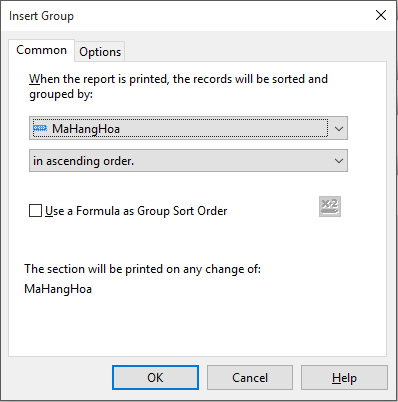 Insert Group
Common
Options
When the report is printed, the records will be sorted and
grouped by:
MaHangHoa
in ascending order.
Use a Formula as Group Sort Order
X-2
The section will be printed on any change of:
MaHangHoa
OK
Cancel
Help